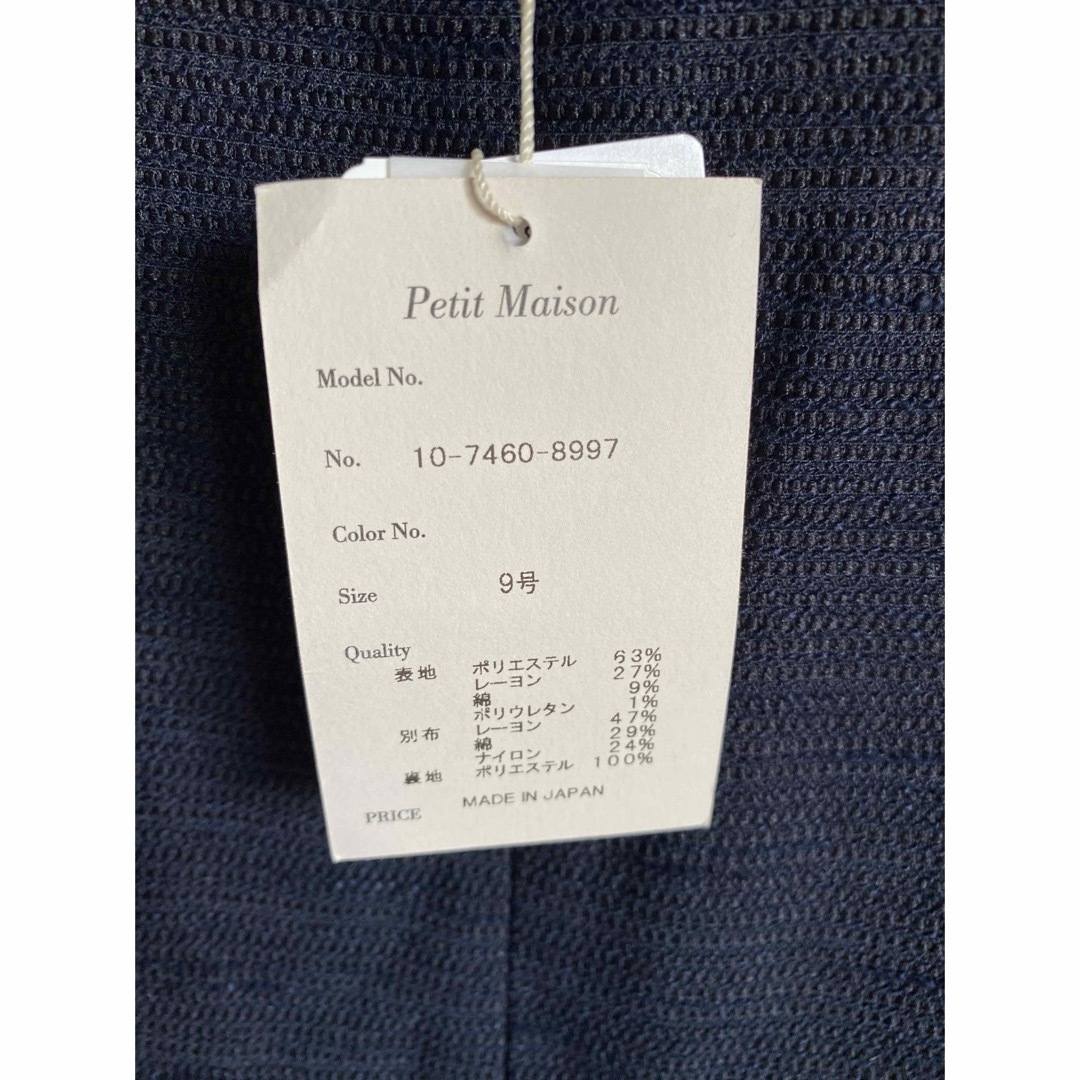 Petit Maison
Model No.
No. 10-7460-8997
Color No.
Size 9号
Quality
表地 ポリエステル 63%
レーヨン 27%
綿 9%
ポリウレタン 1%
別布 レーヨン 47%
綿 29%
ナイロン 24%
裏地 ポリエステル 100%
MADE IN JAPAN
PRICE